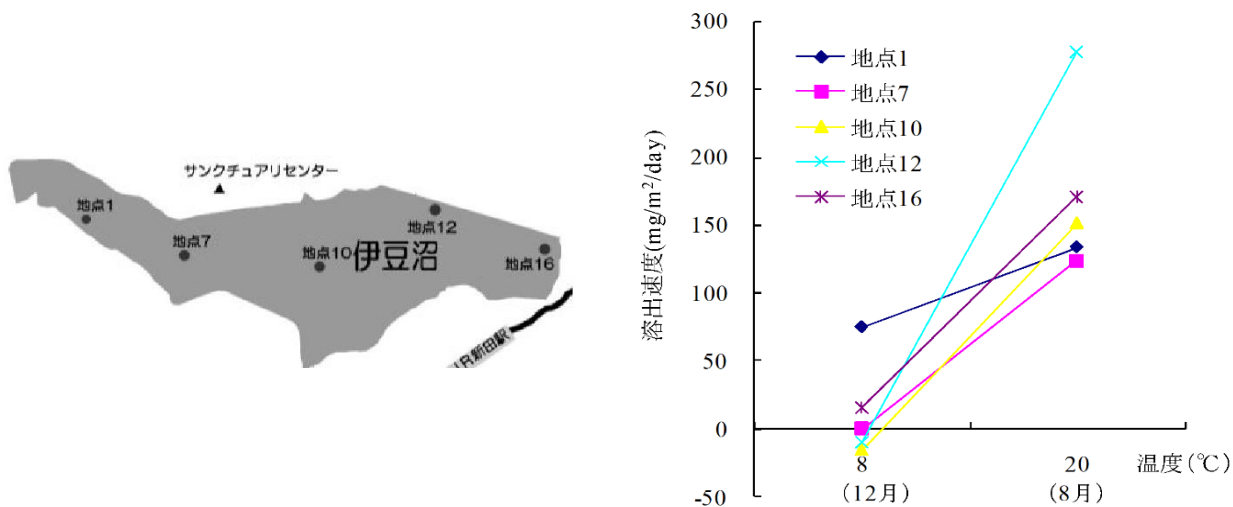 サンクチュアリセンター
地点1
地点7
地点10
伊豆沼
地点12
地点16
JR新田駅
300
250
200
150
100
50
0
-50
溶出速度(mg/m²/day)
地点1
地点7
地点10
地点12
地点16
8
(12月)
20
(8月)
温度(℃)